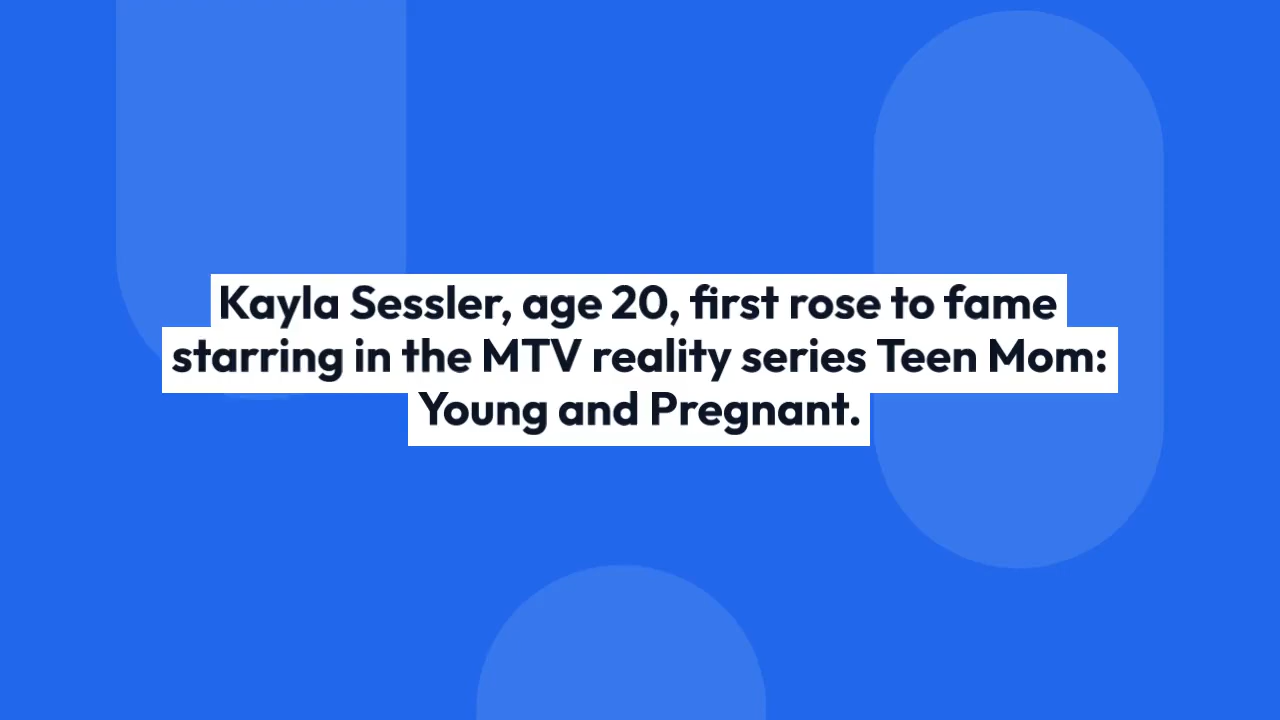 Kayla Sessler, age 20, first rose to fame
starring in the MTV reality series Teen Mom:
Young and Pregnant.